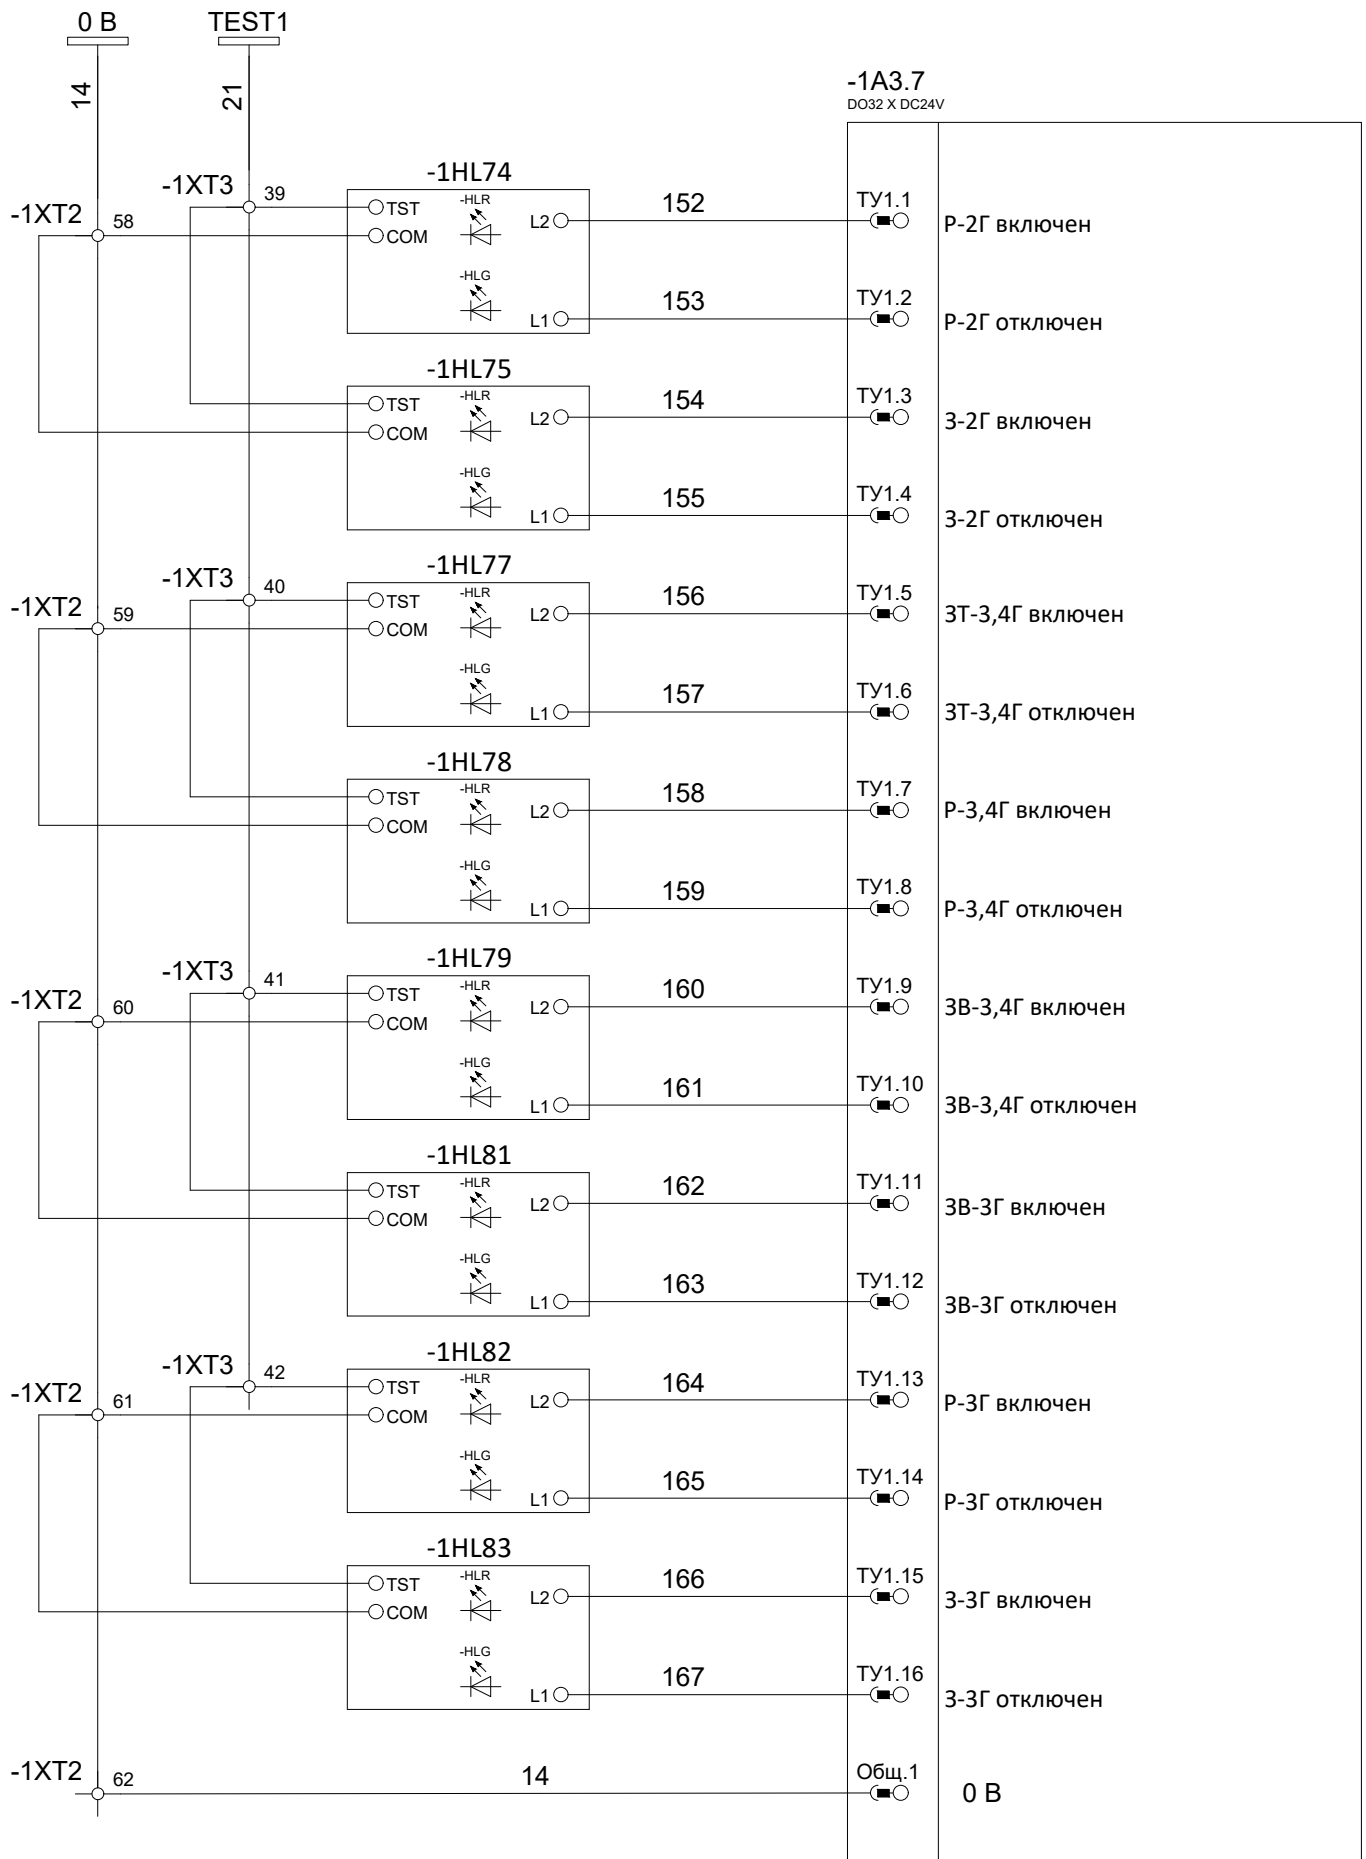 0 В
TEST1
14
21
-1A3.7
DO32 X DC24V
-1HL74
-1XT3
39
-1XT2
58
TST
COM
-HLR
L2
152
ТУ1.1
Р-2Г включен
-HLG
L1
153
ТУ1.2
Р-2Г отключен
-1HL75
TST
COM
-HLR
L2
154
ТУ1.3
З-2Г включен
-HLG
L1
155
ТУ1.4
З-2Г отключен
-1HL77
-1XT3
40
-1XT2
59
TST
COM
-HLR
L2
156
ТУ1.5
ЗТ-3,4Г включен
-HLG
L1
157
ТУ1.6
ЗТ-3,4Г отключен
-1HL78
TST
COM
-HLR
L2
158
ТУ1.7
Р-3,4Г включен
-HLG
L1
159
ТУ1.8
Р-3,4Г отключен
-1HL79
-1XT3
41
-1XT2
60
TST
COM
-HLR
L2
160
ТУ1.9
ЗВ-3,4Г включен
-HLG
L1
161
ТУ1.10
ЗВ-3,4Г отключен
-1HL81
TST
COM
-HLR
L2
162
ТУ1.11
ЗВ-3Г включен
-HLG
L1
163
ТУ1.12
ЗВ-3Г отключен
-1HL82
-1XT3
42
-1XT2
61
TST
COM
-HLR
L2
164
ТУ1.13
Р-3Г включен
-HLG
L1
165
ТУ1.14
Р-3Г отключен
-1HL83
TST
COM
-HLR
L2
166
ТУ1.15
З-3Г включен
-HLG
L1
167
ТУ1.16
З-3Г отключен
-1XT2
62
14
Общ.1
0 В